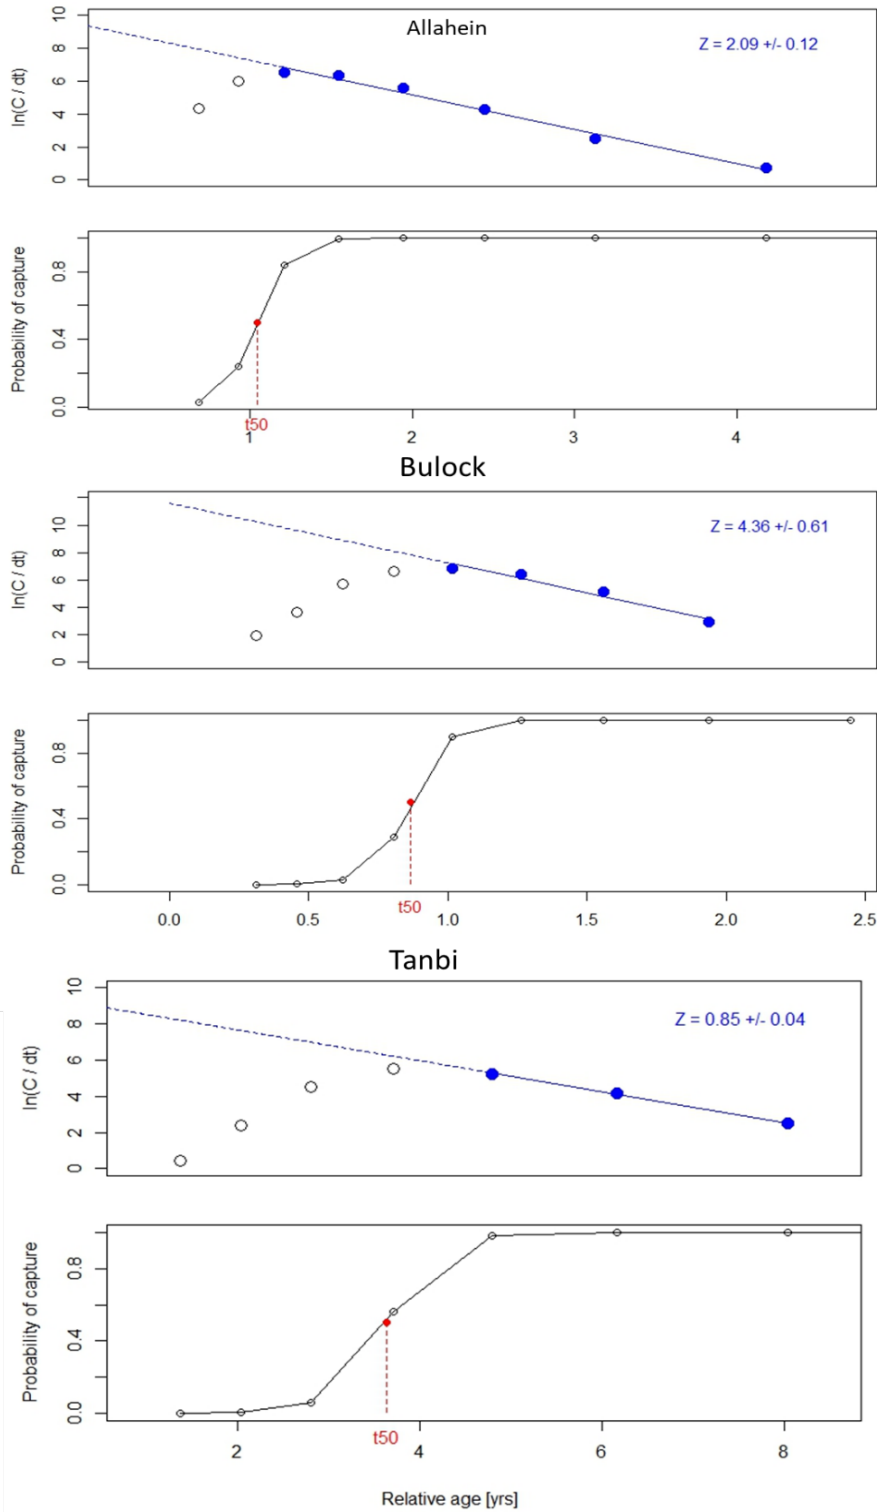 Allahein
Z = 2.09 +/- 0.12
ln(C / dt)
0 2 4 6 8 10
Probability of capture
0.0 0.4 0.8
t50
1 2 3 4
Bulock
Z = 4.36 +/- 0.61
ln(C / dt)
0 2 4 6 8 10
Probability of capture
0.0 0.4 0.8
t50
0.0 0.5 1.0 1.5 2.0 2.5
Tanbi
Z = 0.85 +/- 0.04
ln(C / dt)
0 2 4 6 8 10
Probability of capture
0.0 0.4 0.8
t50
2 4 6 8
Relative age [yrs]